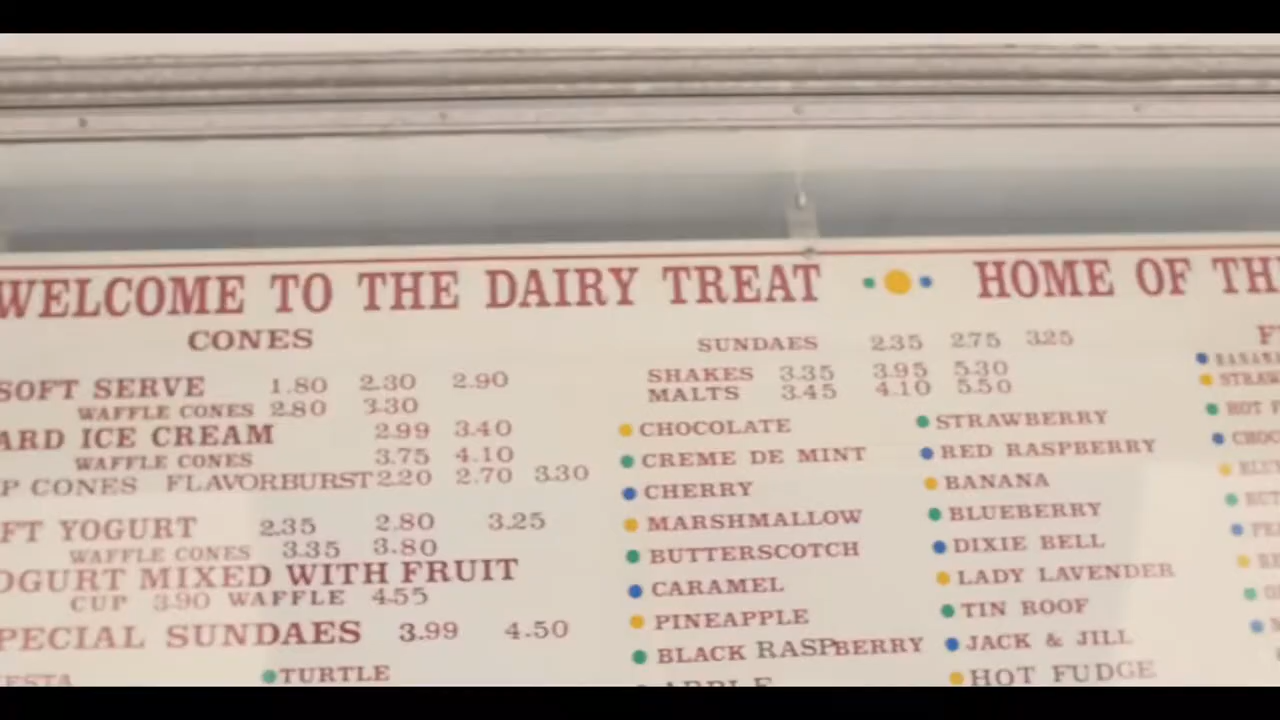 WELCOME TO THE DAIRY TREAT HOME OF TH
CONES
SOFT SERVE 1.80 2.30 2.90
WAFFLE CONES 2.80 3.30
ARD ICE CREAM 2.99 3.40
WAFFLE CONES 3.75 4.10
P CONES FLAVORBURST 2.20 2.70 3.30
FT YOGURT 2.35 2.80 3.25
WAFFLE CONES 3.35 3.80
OGURT MIXED WITH FRUIT
CUP 3.90 WAFFLE 4.55
PECIAL SUNDAES 3.99 4.50
TURTLE
SUNDAES 2.35 2.75 3.25
SHAKES 3.35 3.95 5.30
MALTS 3.45 4.10 5.50
CHOCOLATE
CREME DE MINT
CHERRY
MARSHMALLOW
BUTTERSCOTCH
CARAMEL
PINEAPPLE
BLACK RASPBERRY
STRAWBERRY
RED RASPBERRY
BANANA
BLUEBERRY
DIXIE BELL
LADY LAVENDER
TIN ROOF
JACK & JILL
HOT FUDGE
BANANA
STRAW
HOT F
CHOC